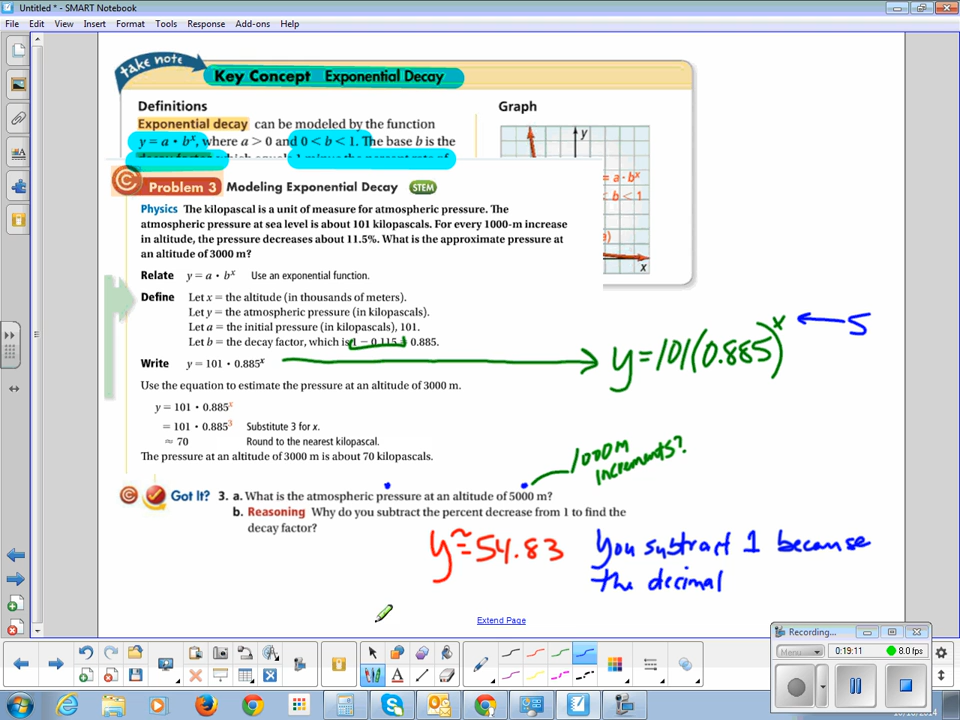 Untitled * - SMART Notebook
File Edit View Insert Format Tools Response Add-ons Help
take note
Key Concept Exponential Decay
Definitions
Exponential decay can be modeled by the function
y = a · bˣ, where a > 0 and 0 < b < 1. The base b is the
Graph
y
= a · bˣ
< b < 1
x
Problem 3 Modeling Exponential Decay STEM
Physics The kilopascal is a unit of measure for atmospheric pressure. The
atmospheric pressure at sea level is about 101 kilopascals. For every 1000-m increase
in altitude, the pressure decreases about 11.5%. What is the approximate pressure at
an altitude of 3000 m?
Relate y = a · bˣ Use an exponential function.
Define Let x = the altitude (in thousands of meters).
Let y = the atmospheric pressure (in kilopascals).
Let a = the initial pressure (in kilopascals), 101.
Let b = the decay factor, which is 1 − 0.115 = 0.885.
Write y = 101 · 0.885ˣ
y = 101(0.885)ˣ ← 5
Use the equation to estimate the pressure at an altitude of 3000 m.
y = 101 · 0.885ˣ
= 101 · 0.885³ Substitute 3 for x.
≈ 70 Round to the nearest kilopascal.
The pressure at an altitude of 3000 m is about 70 kilopascals.
1000M
increments?
Got It? 3. a. What is the atmospheric pressure at an altitude of 5000 m?
b. Reasoning Why do you subtract the percent decrease from 1 to find the
decay factor?
y ≈ 54.83
You subtract 1 because
the decimal
Extend Page
Recording...
Menu
0:19:11
8.0 fps